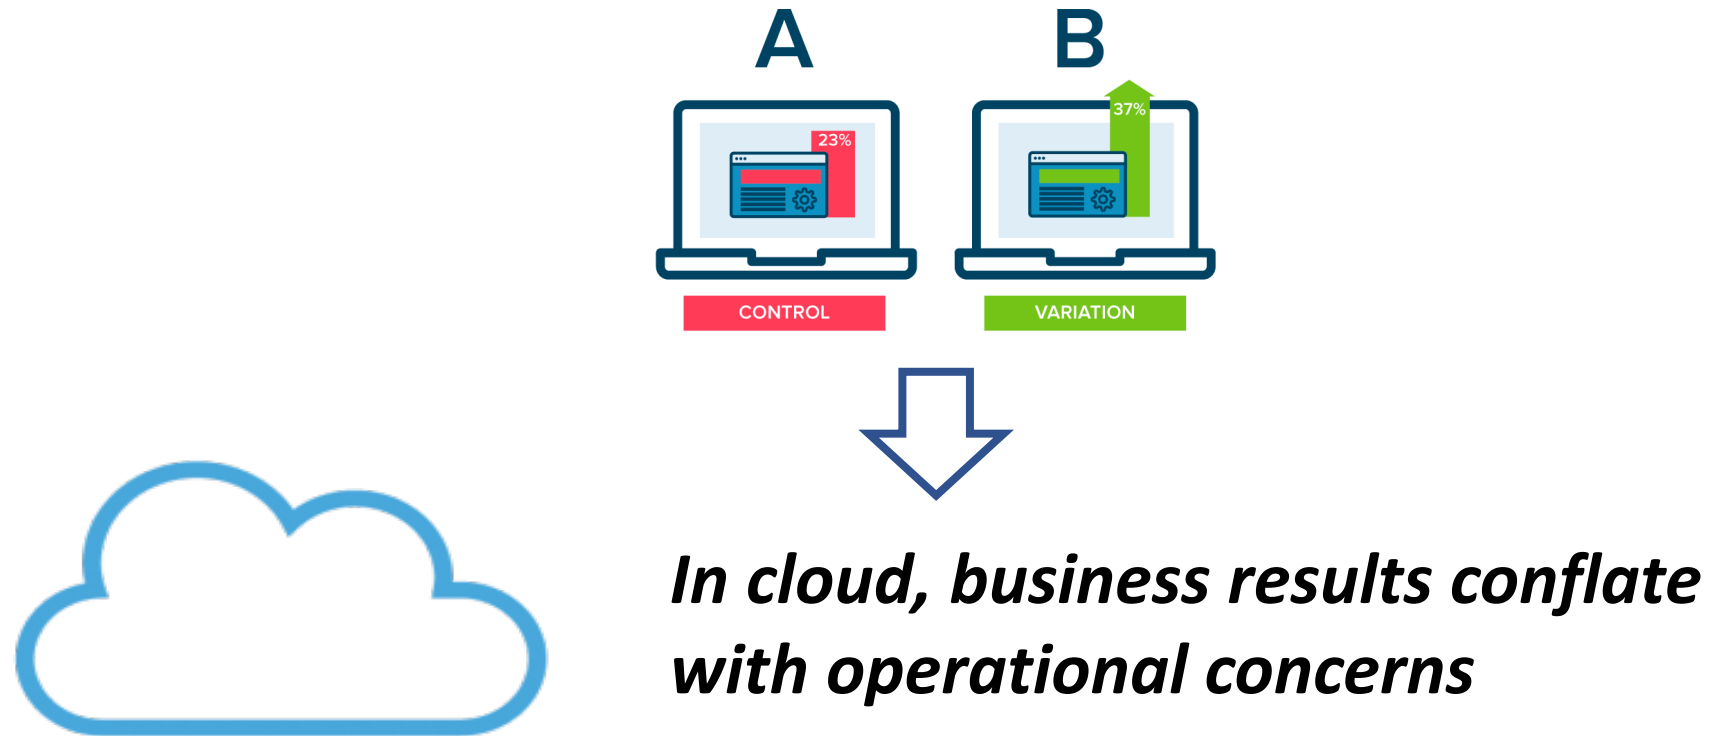 A B
23% 37%
CONTROL VARIATION
In cloud, business results conflate
with operational concerns